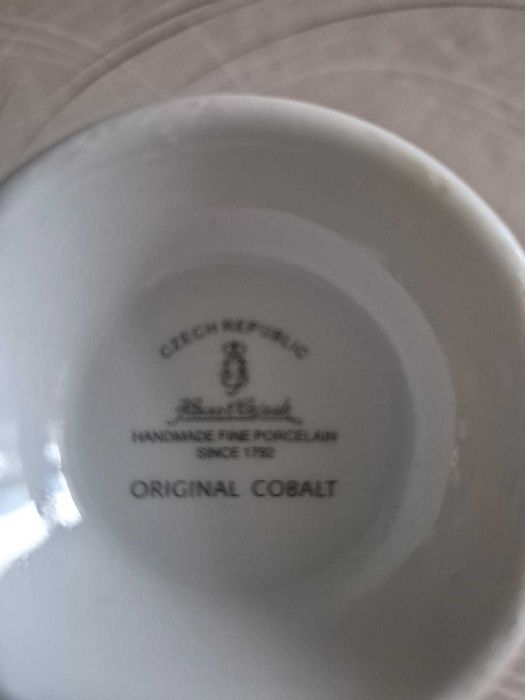 CZECH REPUBLIC
HANDMADE FINE PORCELAIN
SINCE 1792
ORIGINAL COBALT